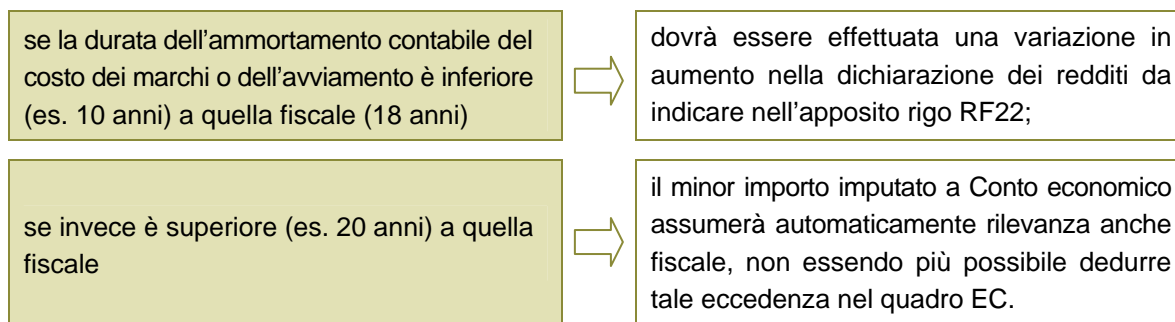 se la durata dell’ammortamento contabile del
costo dei marchi o dell’avviamento è inferiore
(es. 10 anni) a quella fiscale (18 anni)
dovrà essere effettuata una variazione in
aumento nella dichiarazione dei redditi da
indicare nell’apposito rigo RF22;
se invece è superiore (es. 20 anni) a quella
fiscale
il minor importo imputato a Conto economico
assumerà automaticamente rilevanza anche
fiscale, non essendo più possibile dedurre
tale eccedenza nel quadro EC.